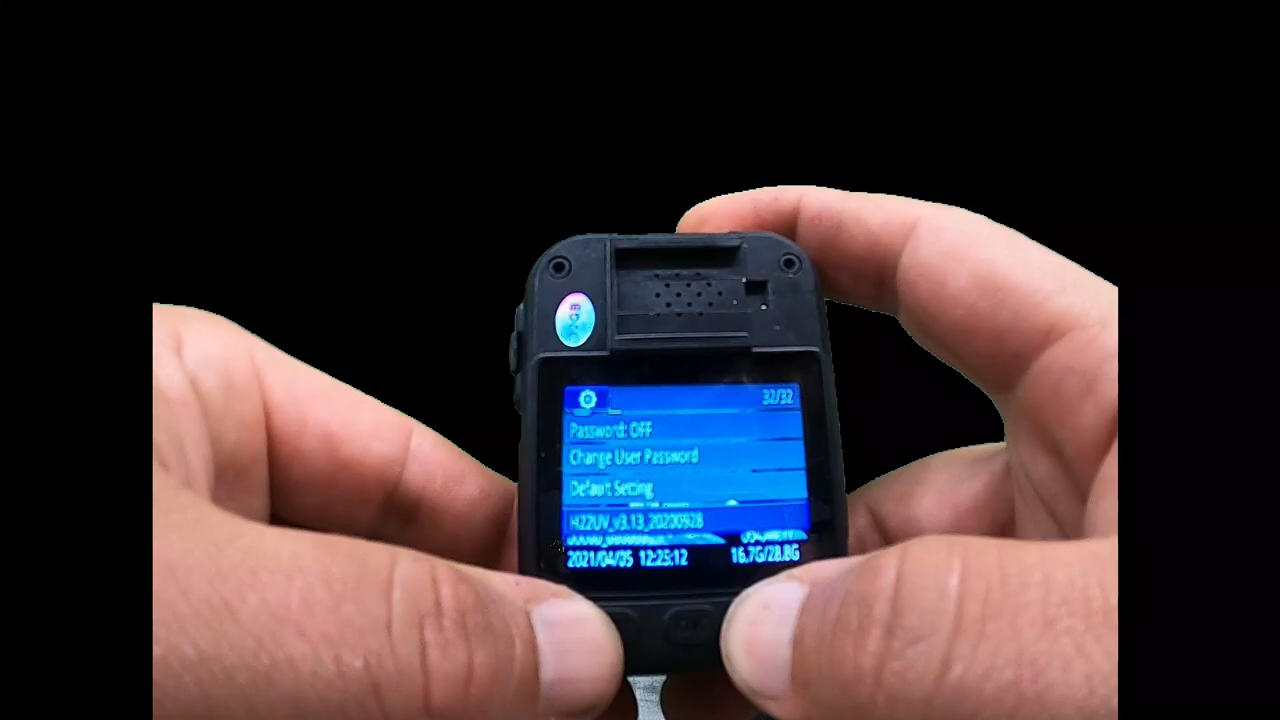 32/32
Password: OFF
Change User Password
Default Setting
H22UV_v3.13_20200928
2021/04/05 12:25:12
16.7G/28.8G